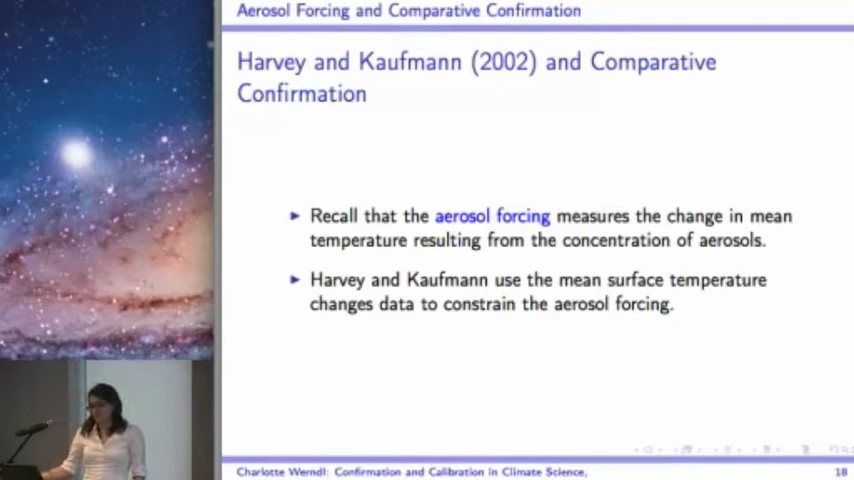 Aerosol Forcing and Comparative Confirmation
Harvey and Kaufmann (2002) and Comparative
Confirmation
► Recall that the aerosol forcing measures the change in mean
temperature resulting from the concentration of aerosols.
► Harvey and Kaufmann use the mean surface temperature
changes data to constrain the aerosol forcing.
Charlotte Werndl: Confirmation and Calibration in Climate Science,
18